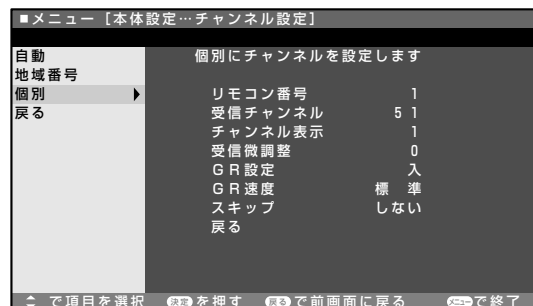 ■メニュー [本体設定…チャンネル設定]
自動
地域番号
個別
戻る
個別にチャンネルを設定します
リモコン番号 1
受信チャンネル 51
チャンネル表示 1
受信微調整 0
GR設定 入
GR速度 標 準
スキップ しない
戻る
で項目を選択 決定を押す 戻るで前画面に戻る メニューで終了